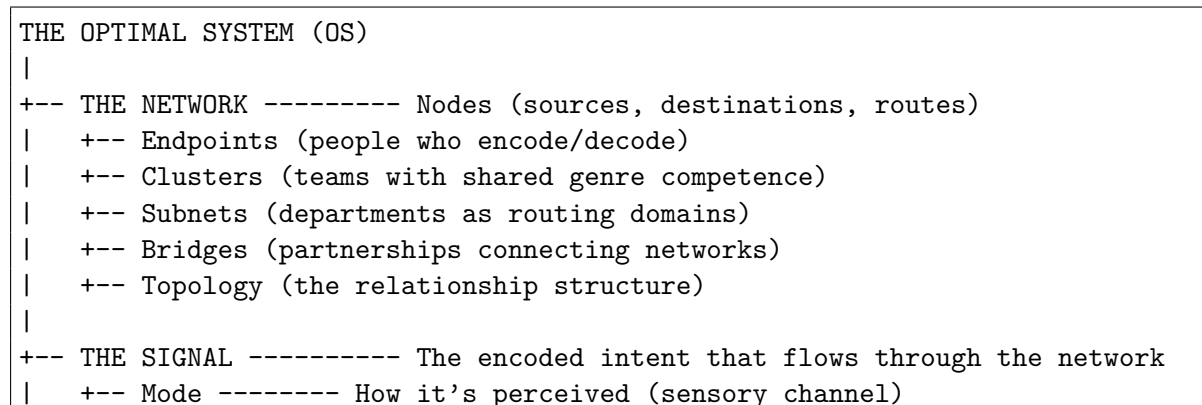 THE OPTIMAL SYSTEM (OS)
|
+-- THE NETWORK --------- Nodes (sources, destinations, routes)
|   +-- Endpoints (people who encode/decode)
|   +-- Clusters (teams with shared genre competence)
|   +-- Subnets (departments as routing domains)
|   +-- Bridges (partnerships connecting networks)
|   +-- Topology (the relationship structure)
|
+-- THE SIGNAL ---------- The encoded intent that flows through the network
|   +-- Mode -------- How it's perceived (sensory channel)